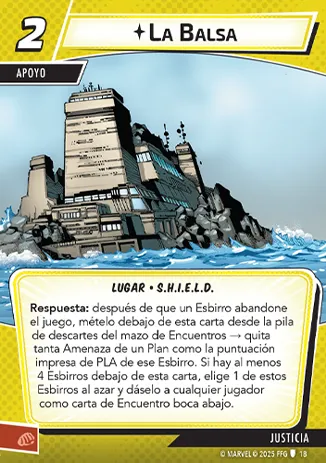 2
La Balsa
APOYO
LUGAR • S.H.I.E.L.D.
Respuesta: después de que un Esbirro abandone
el juego, mételo debajo de esta carta desde la pila
de descartes del mazo de Encuentros → quita
tanta Amenaza de un Plan como la puntuación
impresa de PLA de ese Esbirro. Si hay al menos
4 Esbirros debajo de esta carta, elige 1 de estos
Esbirros al azar y dáselo a cualquier jugador
como carta de Encuentro boca abajo.
JUSTICIA
© MARVEL © 2025 FFG 18